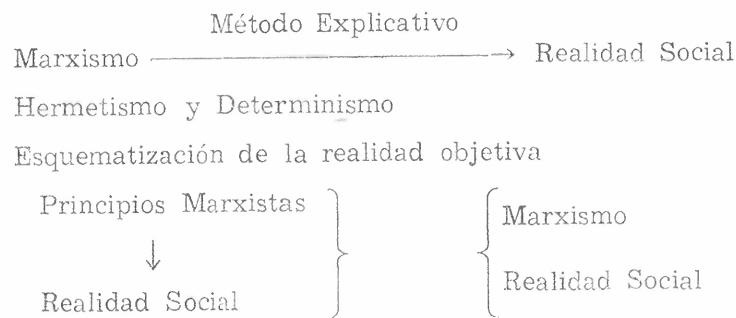 Método Explicativo
Marxismo → Realidad Social
Hermetismo y Determinismo
Esquematización de la realidad objetiva
Principios Marxistas
↓
Realidad Social
Marxismo
Realidad Social